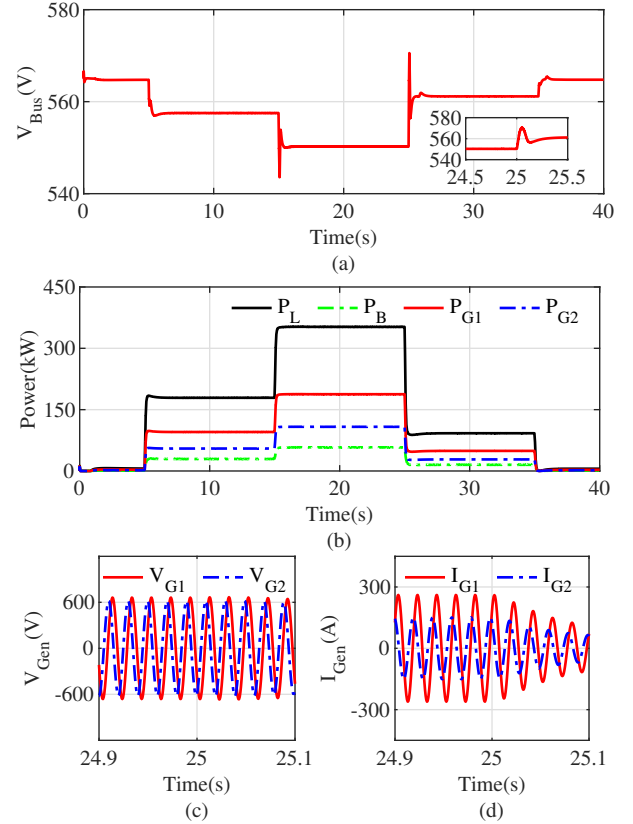 580
560
540
V_Bus(V)
580
560
540
24.5 25 25.5
0 10 20 30 40
Time(s)
(a)
450
300
150
0
Power(kW)
P_L P_B P_G1 P_G2
0 10 20 30 40
Time(s)
(b)
V_G1 V_G2
600
0
-600
V_Gen(V)
24.9 25 25.1
Time(s)
(c)
I_G1 I_G2
300
0
-300
I_Gen(A)
24.9 25 25.1
Time(s)
(d)